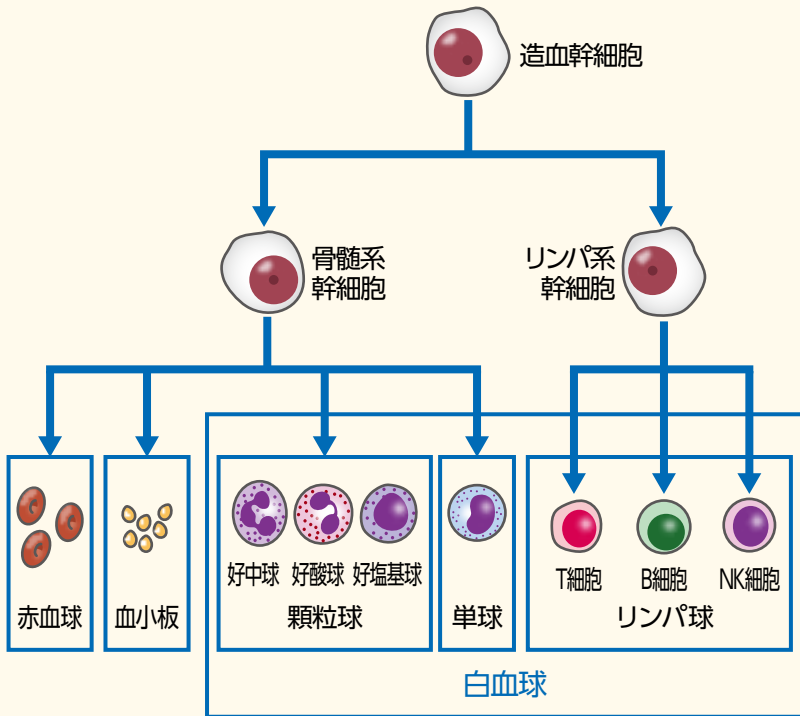 造血幹細胞
骨髄系
幹細胞
リンパ系
幹細胞
好中球
好酸球
好塩基球
T細胞
B細胞
NK細胞
赤血球
血小板
顆粒球
単球
リンパ球
白血球